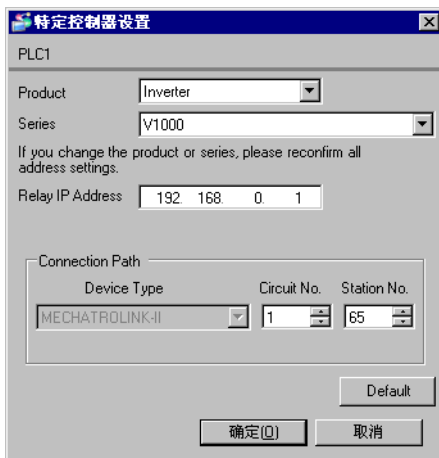 特定控制器设置
PLC1
Product Inverter
Series V1000
If you change the product or series, please reconfirm all
address settings.
Relay IP Address 192. 168. 0. 1
Connection Path
Device Type Circuit No. Station No.
MECHATROLINK-II 1 65
Default
确定(O) 取消